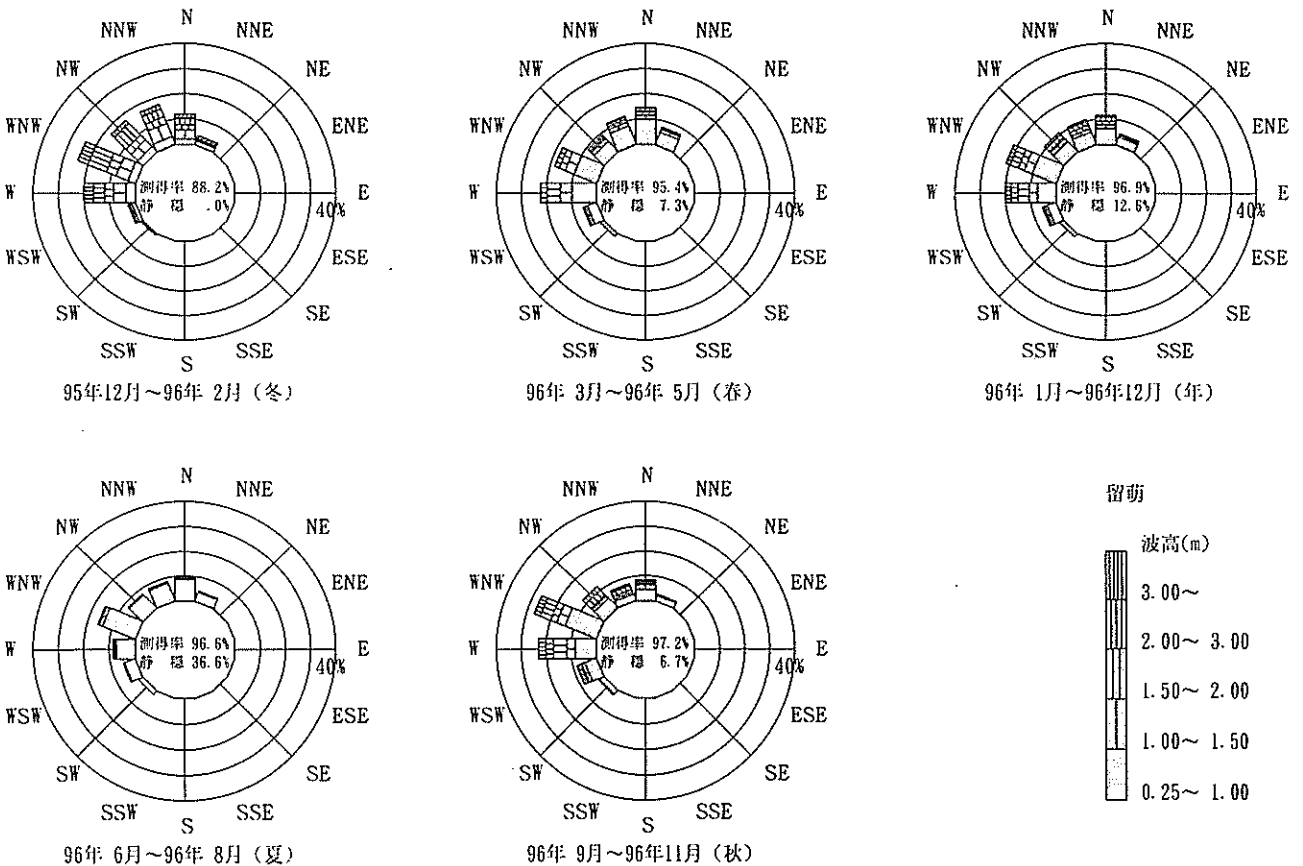 N
NNW NNE
NW NE
WNW ENE
W E
測得率 88.2%
静 穏 .0%
40%
WSW ESE
SW SE
SSW SSE
S
95年12月～96年 2月 (冬)
N
NNW NNE
NW NE
WNW ENE
W E
測得率 95.4%
静 穏 7.3%
40%
WSW ESE
SW SE
SSW SSE
S
96年 3月～96年 5月 (春)
N
NNW NNE
NW NE
WNW ENE
W E
測得率 96.9%
静 穏 12.6%
40%
WSW ESE
SW SE
SSW SSE
S
96年 1月～96年12月 (年)
N
NNW NNE
NW NE
WNW ENE
W E
測得率 96.6%
静 穏 36.6%
40%
WSW ESE
SW SE
SSW SSE
S
96年 6月～96年 8月 (夏)
N
NNW NNE
NW NE
WNW ENE
W E
測得率 97.2%
静 穏 6.7%
40%
WSW ESE
SW SE
SSW SSE
S
96年 9月～96年11月 (秋)
留萌
波高(m)
3.00～
2.00～ 3.00
1.50～ 2.00
1.00～ 1.50
0.25～ 1.00